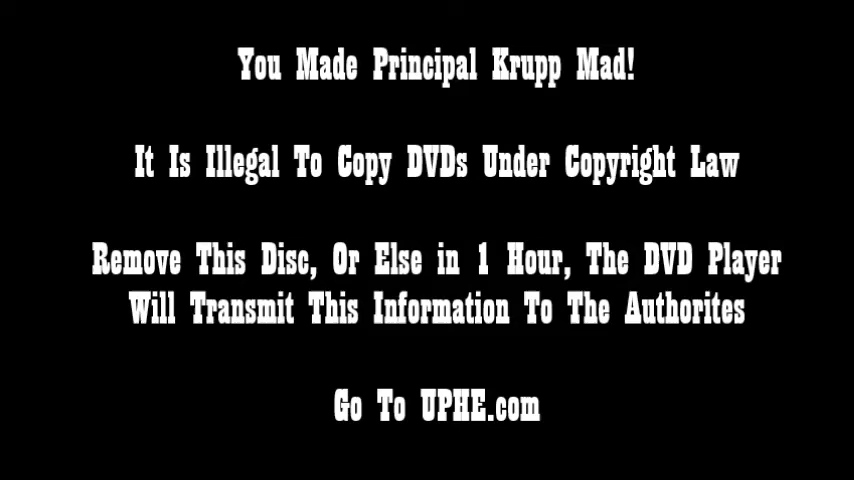 You Made Principal Krupp Mad!
It Is Illegal To Copy DVDs Under Copyright Law
Remove This Disc, Or Else in 1 Hour, The DVD Player
Will Transmit This Information To The Authorites
Go To UPHE.com